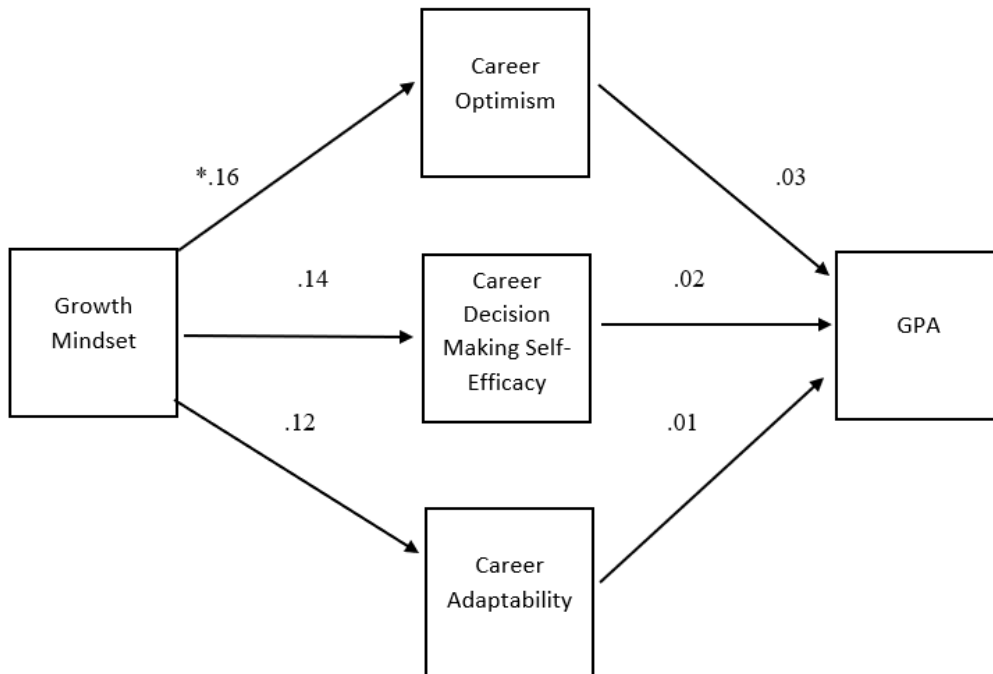 Career
Optimism
*.16
.03
Growth
Mindset
.14
Career
Decision
Making Self-
Efficacy
.02
GPA
.12
.01
Career
Adaptability